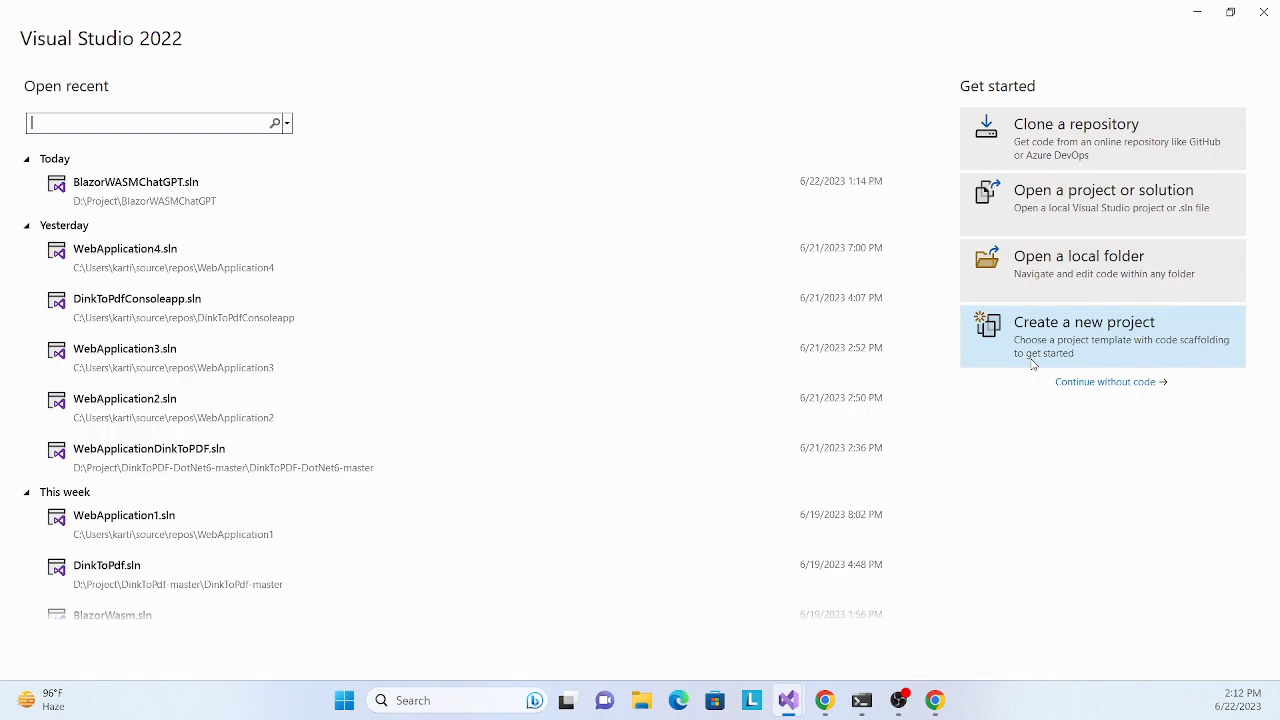 Visual Studio 2022
Open recent
Today
BlazorWASMChatGPT.sln 6/22/2023 1:14 PM
D:\Project\BlazorWASMChatGPT
Yesterday
WebApplication4.sln 6/21/2023 7:00 PM
C:\Users\karti\source\repos\WebApplication4
DinkToPdfConsoleapp.sln 6/21/2023 4:07 PM
C:\Users\karti\source\repos\DinkToPdfConsoleapp
WebApplication3.sln 6/21/2023 2:52 PM
C:\Users\karti\source\repos\WebApplication3
WebApplication2.sln 6/21/2023 2:50 PM
C:\Users\karti\source\repos\WebApplication2
WebApplicationDinkToPDF.sln 6/21/2023 2:36 PM
D:\Project\DinkToPDF-DotNet6-master\DinkToPDF-DotNet6-master
This week
WebApplication1.sln 6/19/2023 8:02 PM
C:\Users\karti\source\repos\WebApplication1
DinkToPdf.sln 6/19/2023 4:48 PM
D:\Project\DinkToPdf-master\DinkToPdf-master
BlazorWasm.sln 6/19/2023 1:56 PM
Get started
Clone a repository
Get code from an online repository like GitHub
or Azure DevOps
Open a project or solution
Open a local Visual Studio project or .sln file
Open a local folder
Navigate and edit code within any folder
Create a new project
Choose a project template with code scaffolding
to get started
Continue without code →
96°F
Haze
Search
L
2:12 PM
6/22/2023